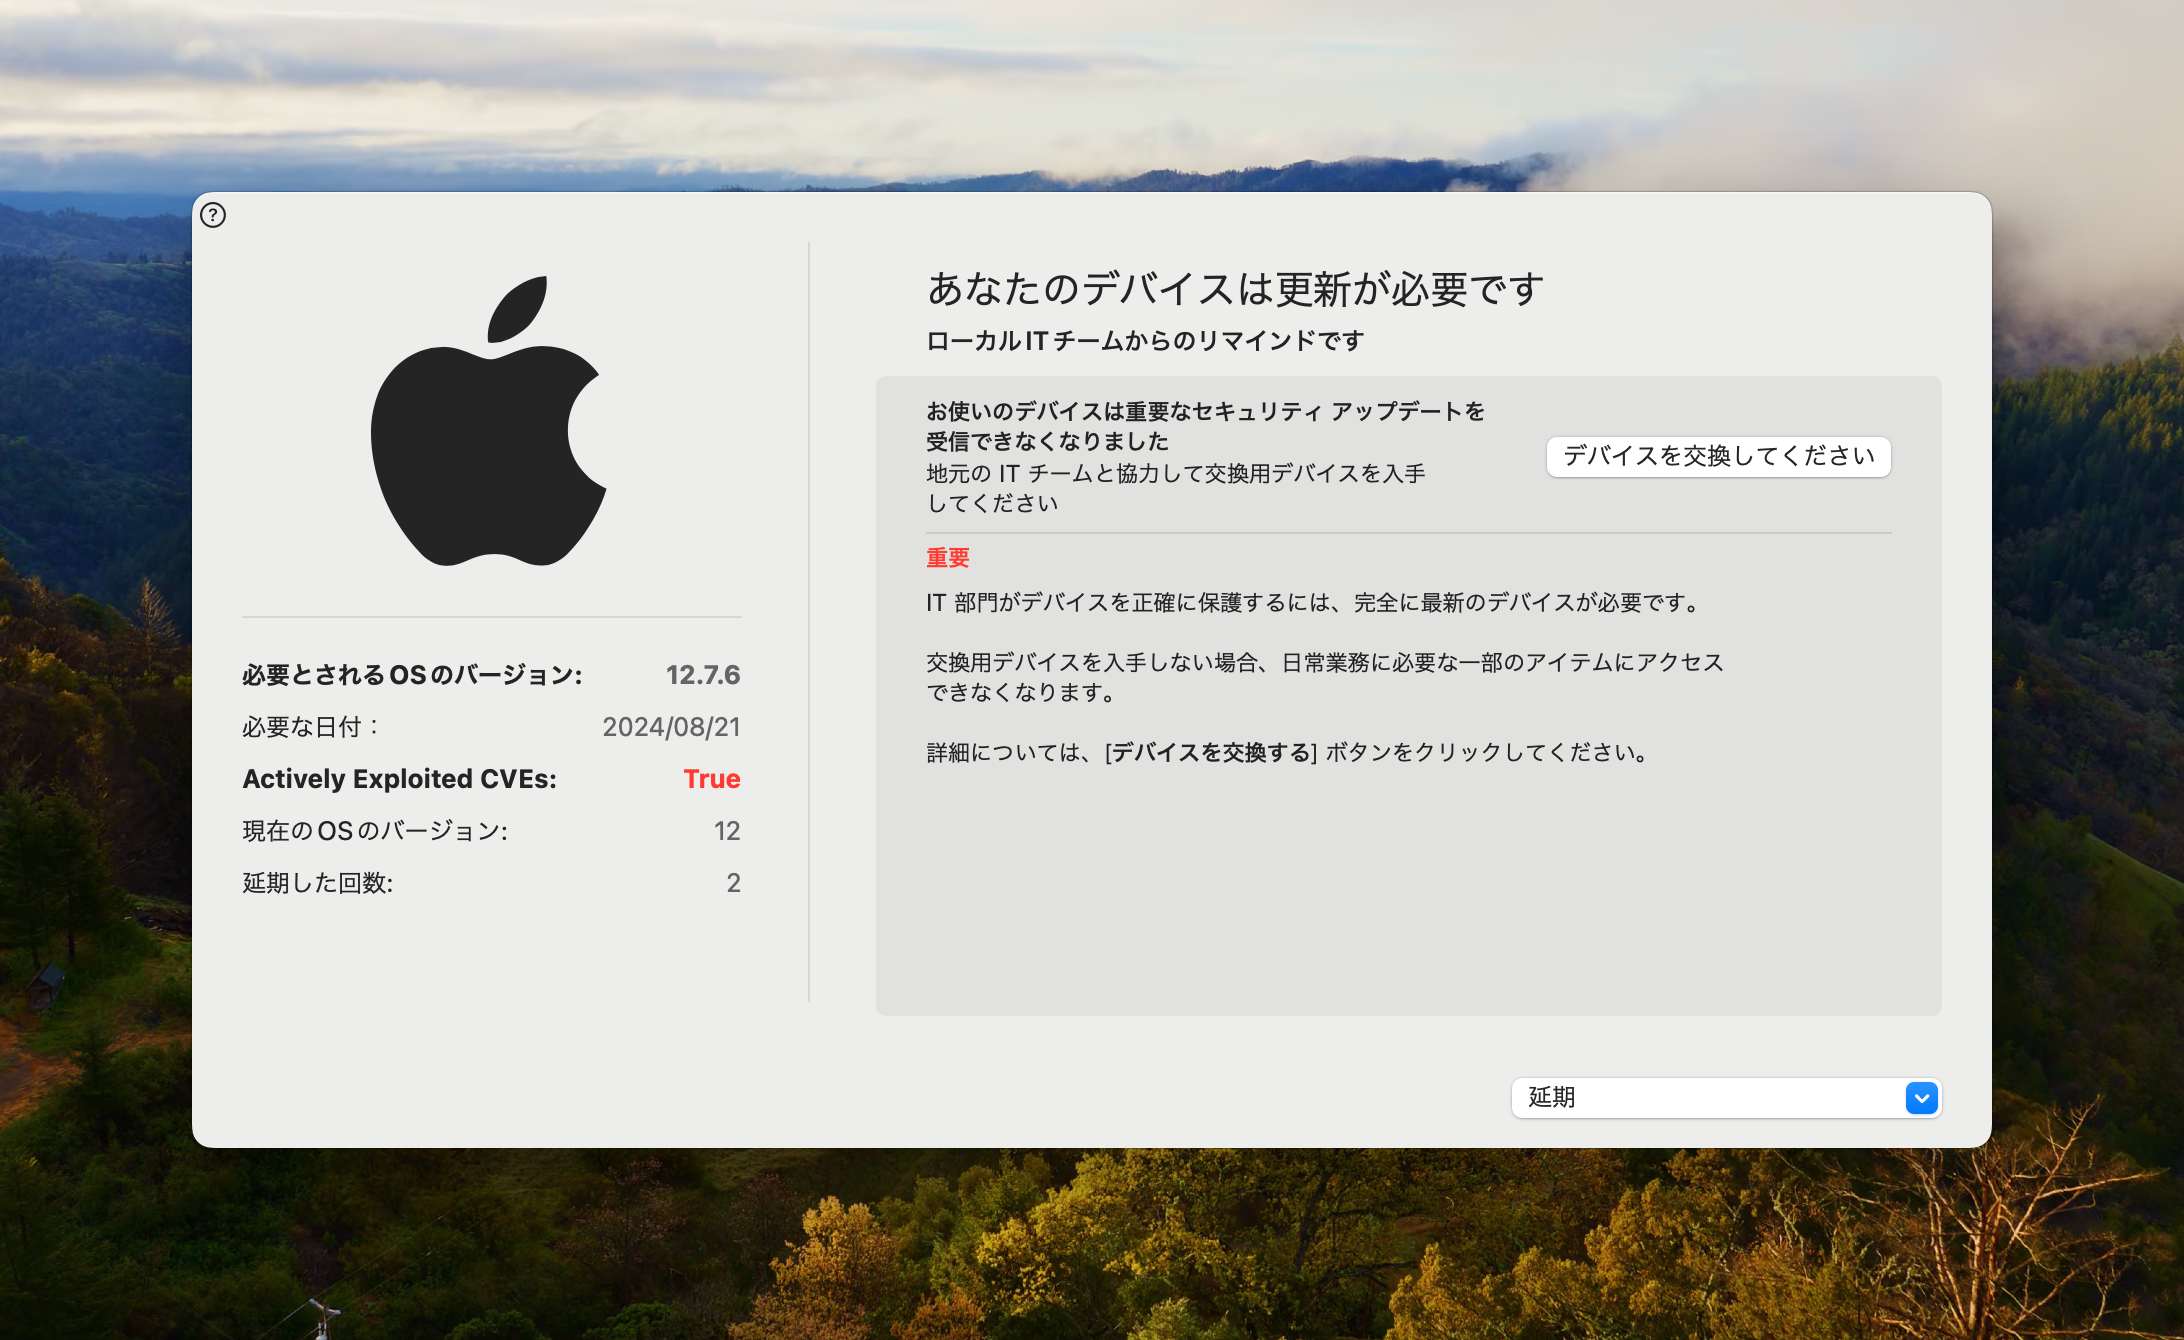 ?
必要とされるOSのバージョン: 12.7.6
必要な日付： 2024/08/21
Actively Exploited CVEs: True
現在のOSのバージョン: 12
延期した回数: 2
あなたのデバイスは更新が必要です
ローカルITチームからのリマインドです
お使いのデバイスは重要なセキュリティ アップデートを
受信できなくなりました
地元の IT チームと協力して交換用デバイスを入手
してください
デバイスを交換してください
重要
IT 部門がデバイスを正確に保護するには、完全に最新のデバイスが必要です。
交換用デバイスを入手しない場合、日常業務に必要な一部のアイテムにアクセス
できなくなります。
詳細については、[デバイスを交換する] ボタンをクリックしてください。
延期